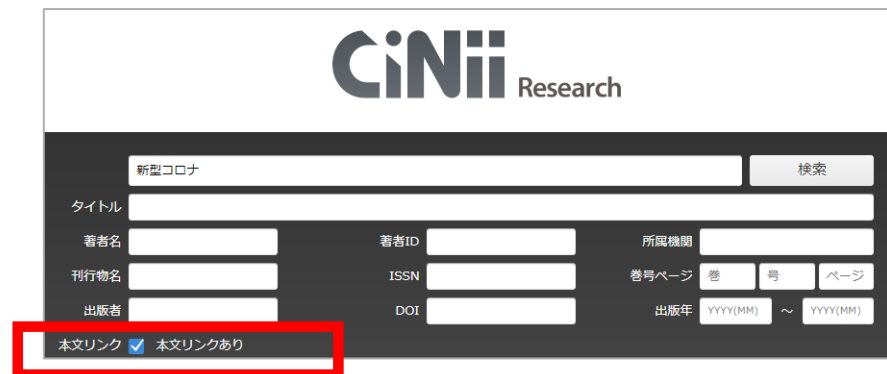 CiNii Research
新型コロナ 検索
タイトル
著者名 著者ID 所属機関
刊行物名 ISSN 巻号ページ 巻 号 ページ
出版者 DOI 出版年 YYYY(MM) ～ YYYY(MM)
本文リンク 本文リンクあり